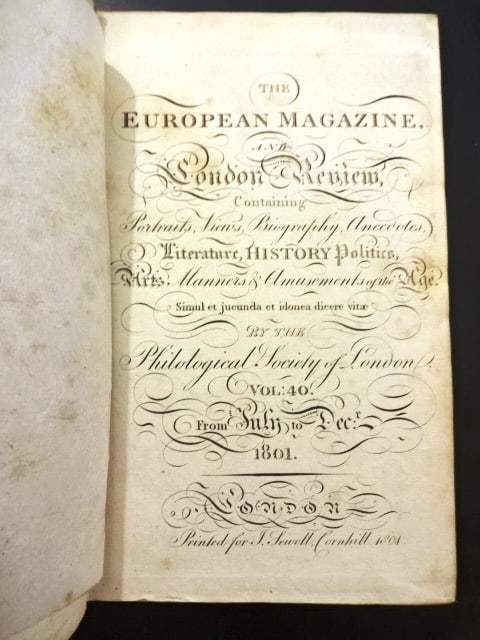 THE
EUROPEAN MAGAZINE,
AND
London Review,
Containing
Portraits, Views, Biography, Anecdotes,
Literature, HISTORY Politics,
Arts, Manners & Amusements of the Age.
Simul et jucunda et idonea dicere vitæ
BY THE
Philological Society of London.
VOL: 40.
From July to Decr.
1801.
LONDON
Printed for J. Sewell, Cornhill, 1801